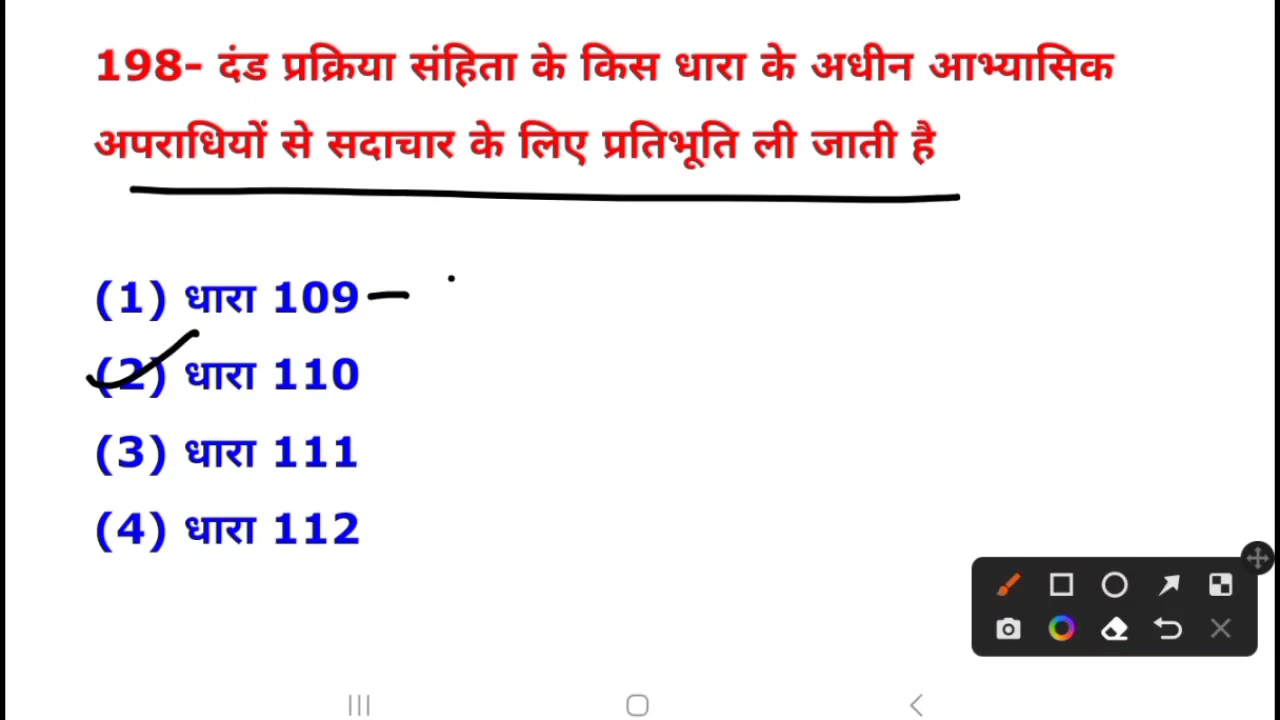 198- दंड प्रक्रिया संहिता के किस धारा के अधीन आभ्यासिक
अपराधियों से सदाचार के लिए प्रतिभूति ली जाती है
(1) धारा 109
(2) धारा 110
(3) धारा 111
(4) धारा 112